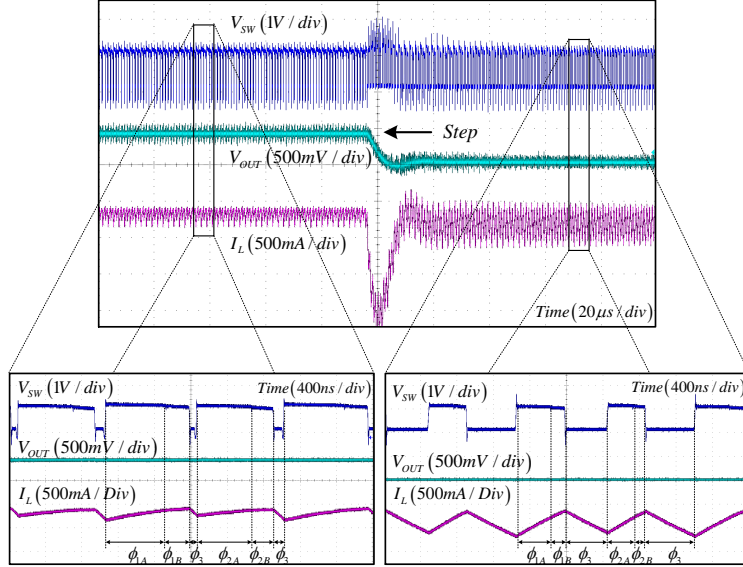 V_SW (1V / div)
Step
V_OUT (500mV / div)
I_L (500mA / div)
Time (20μs / div)
V_SW (1V / div)
Time (400ns / div)
V_OUT (500mV / div)
I_L (500mA / Div)
ϕ_1A ϕ_1B ϕ_3 ϕ_2A ϕ_2B ϕ_3
V_SW (1V / div)
Time (400ns / div)
V_OUT (500mV / div)
I_L (500mA / Div)
ϕ_1A ϕ_1B ϕ_3 ϕ_2A ϕ_2B ϕ_3